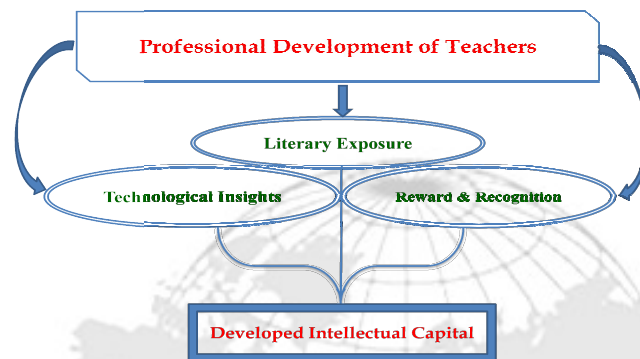 Professional Development of Teachers
Literary Exposure
Technological Insights
Reward & Recognition
Developed Intellectual Capital